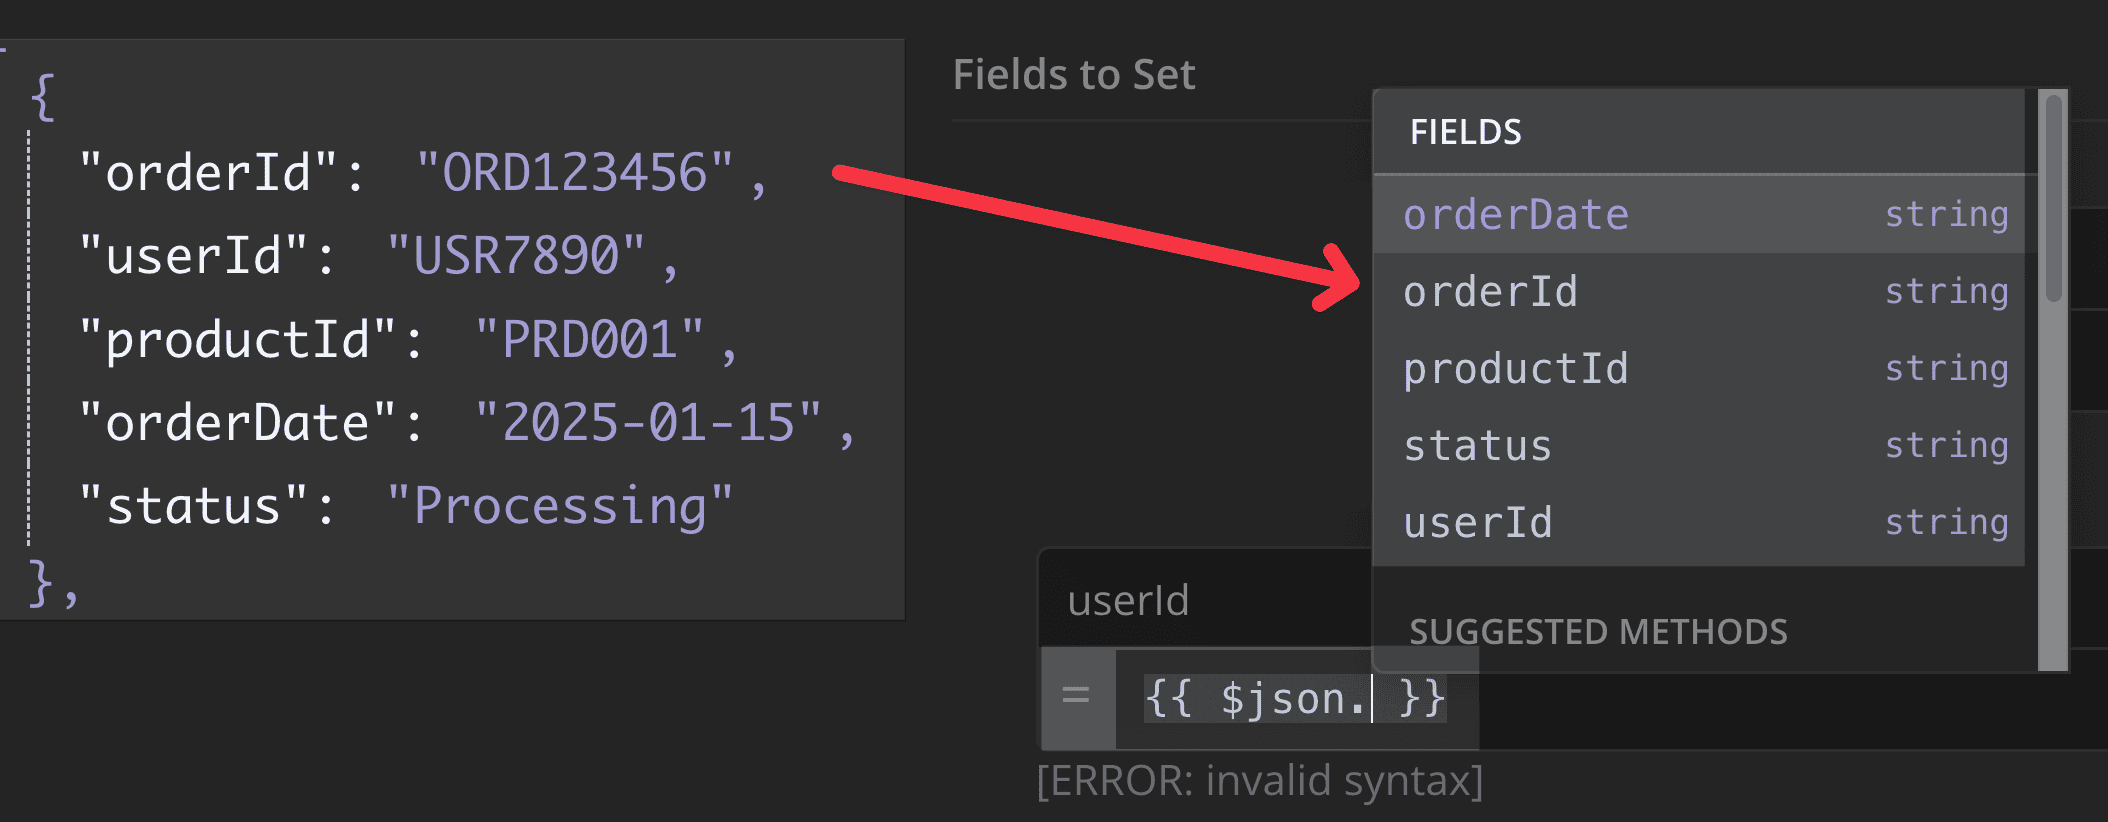 {
"orderId": "ORD123456",
"userId": "USR7890",
"productId": "PRD001",
"orderDate": "2025-01-15",
"status": "Processing"
},
Fields to Set
FIELDS
orderDate string
orderId string
productId string
status string
userId string
SUGGESTED METHODS
userId
= {{ $json. }}
[ERROR: invalid syntax]